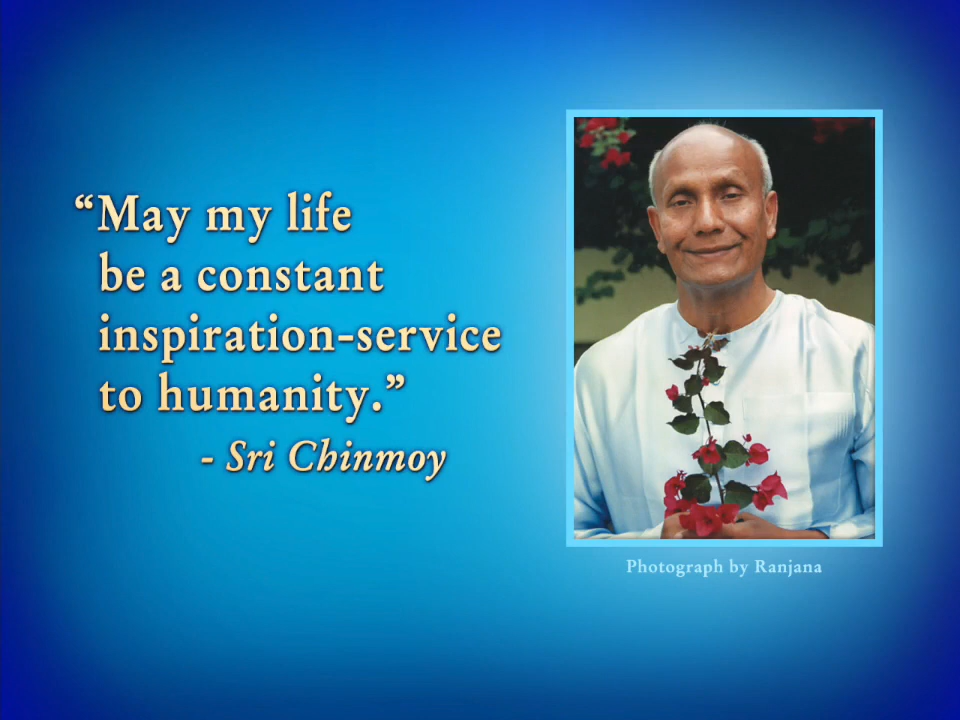 “May my life
be a constant
inspiration-service
to humanity.”
- Sri Chinmoy
Photograph by Ranjana